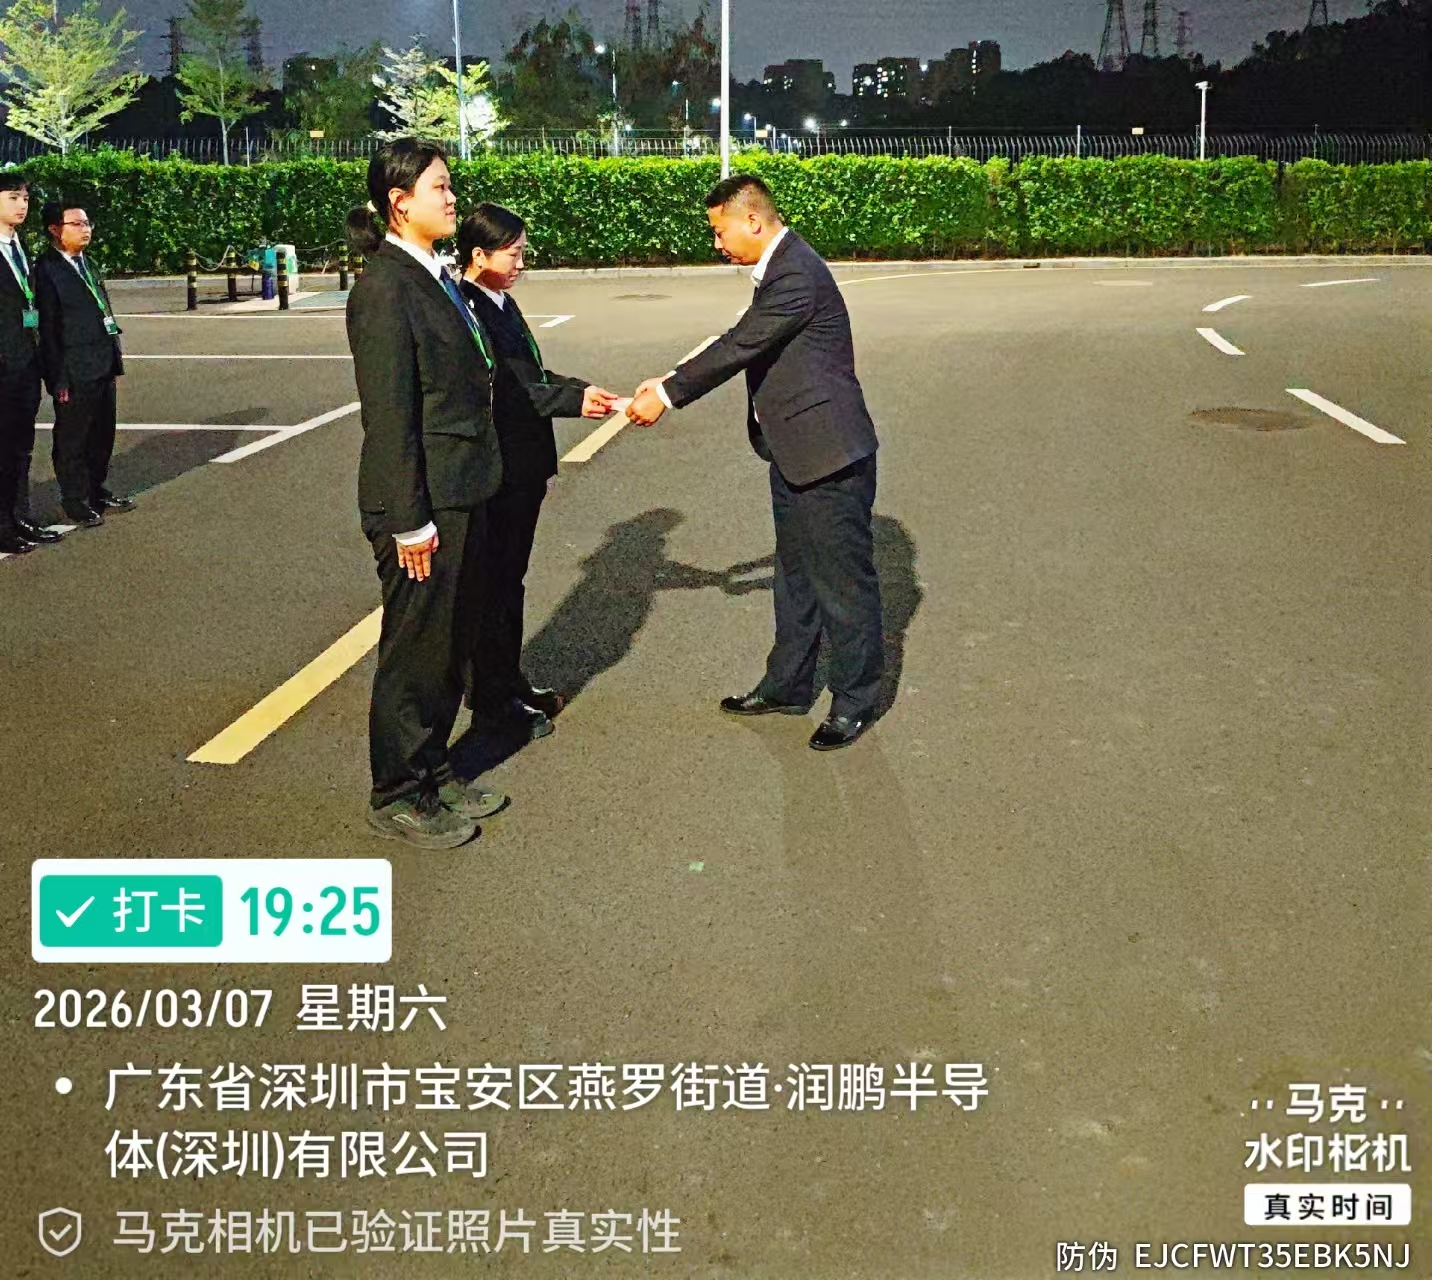 打卡 19:25
2026/03/07 星期六
广东省深圳市宝安区燕罗街道·润鹏半导
体(深圳)有限公司
马克相机已验证照片真实性
马克
水印相机
真实时间
防伪 EJCFWT35EBK5NJ